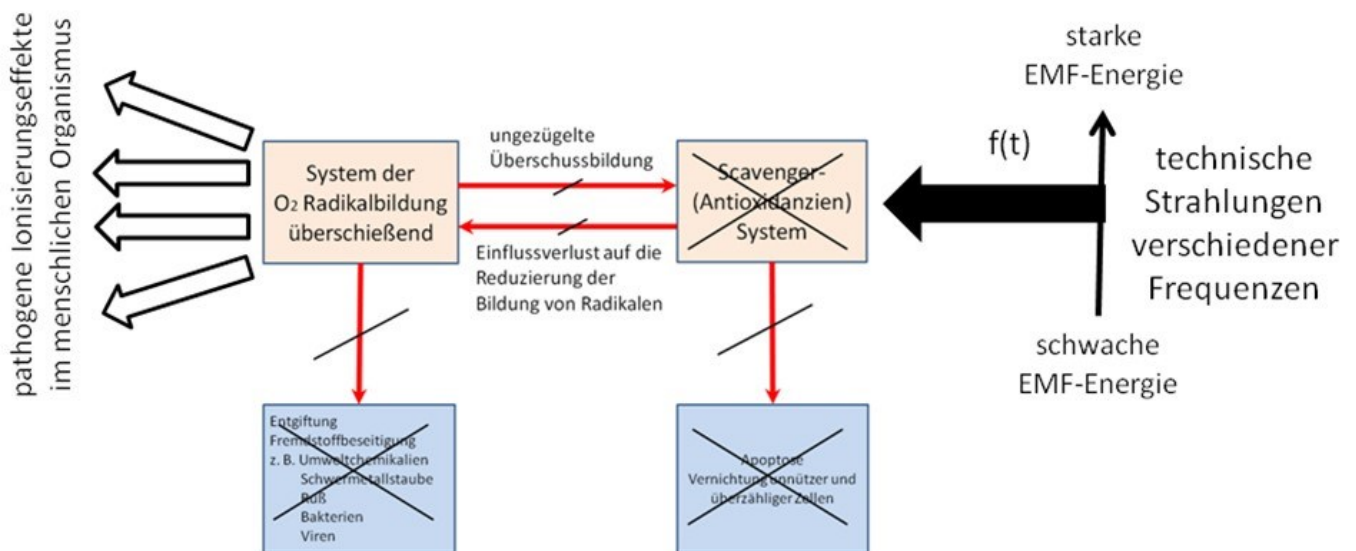 pathogene Ionisierungseffekte
im menschlichen Organismus
System der
O₂ Radikalbildung
überschießend
ungezügelte
Überschussbildung
Einflussverlust auf die
Reduzierung der
Bildung von Radikalen
Scavenger-
(Antioxidanzien)
System
f(t)
starke
EMF-Energie
technische
Strahlungen
verschiedener
Frequenzen
schwache
EMF-Energie
Entgiftung
Fremdstoffbeseitigung
z. B. Umweltchemikalien
Schwermetallstaube
Ruß
Bakterien
Viren
Apoptose
Vernichtung unnützer und
überzähliger Zellen